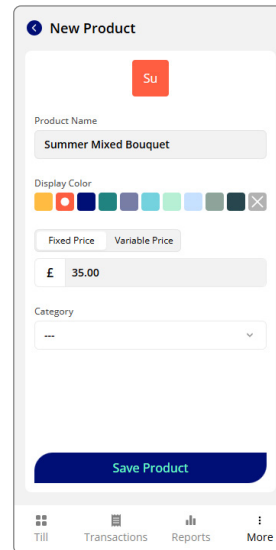 New Product
Su
Product Name
Summer Mixed Bouquet
Display Color
Fixed Price Variable Price
£ 35.00
Category
---
Save Product
Till Transactions Reports More